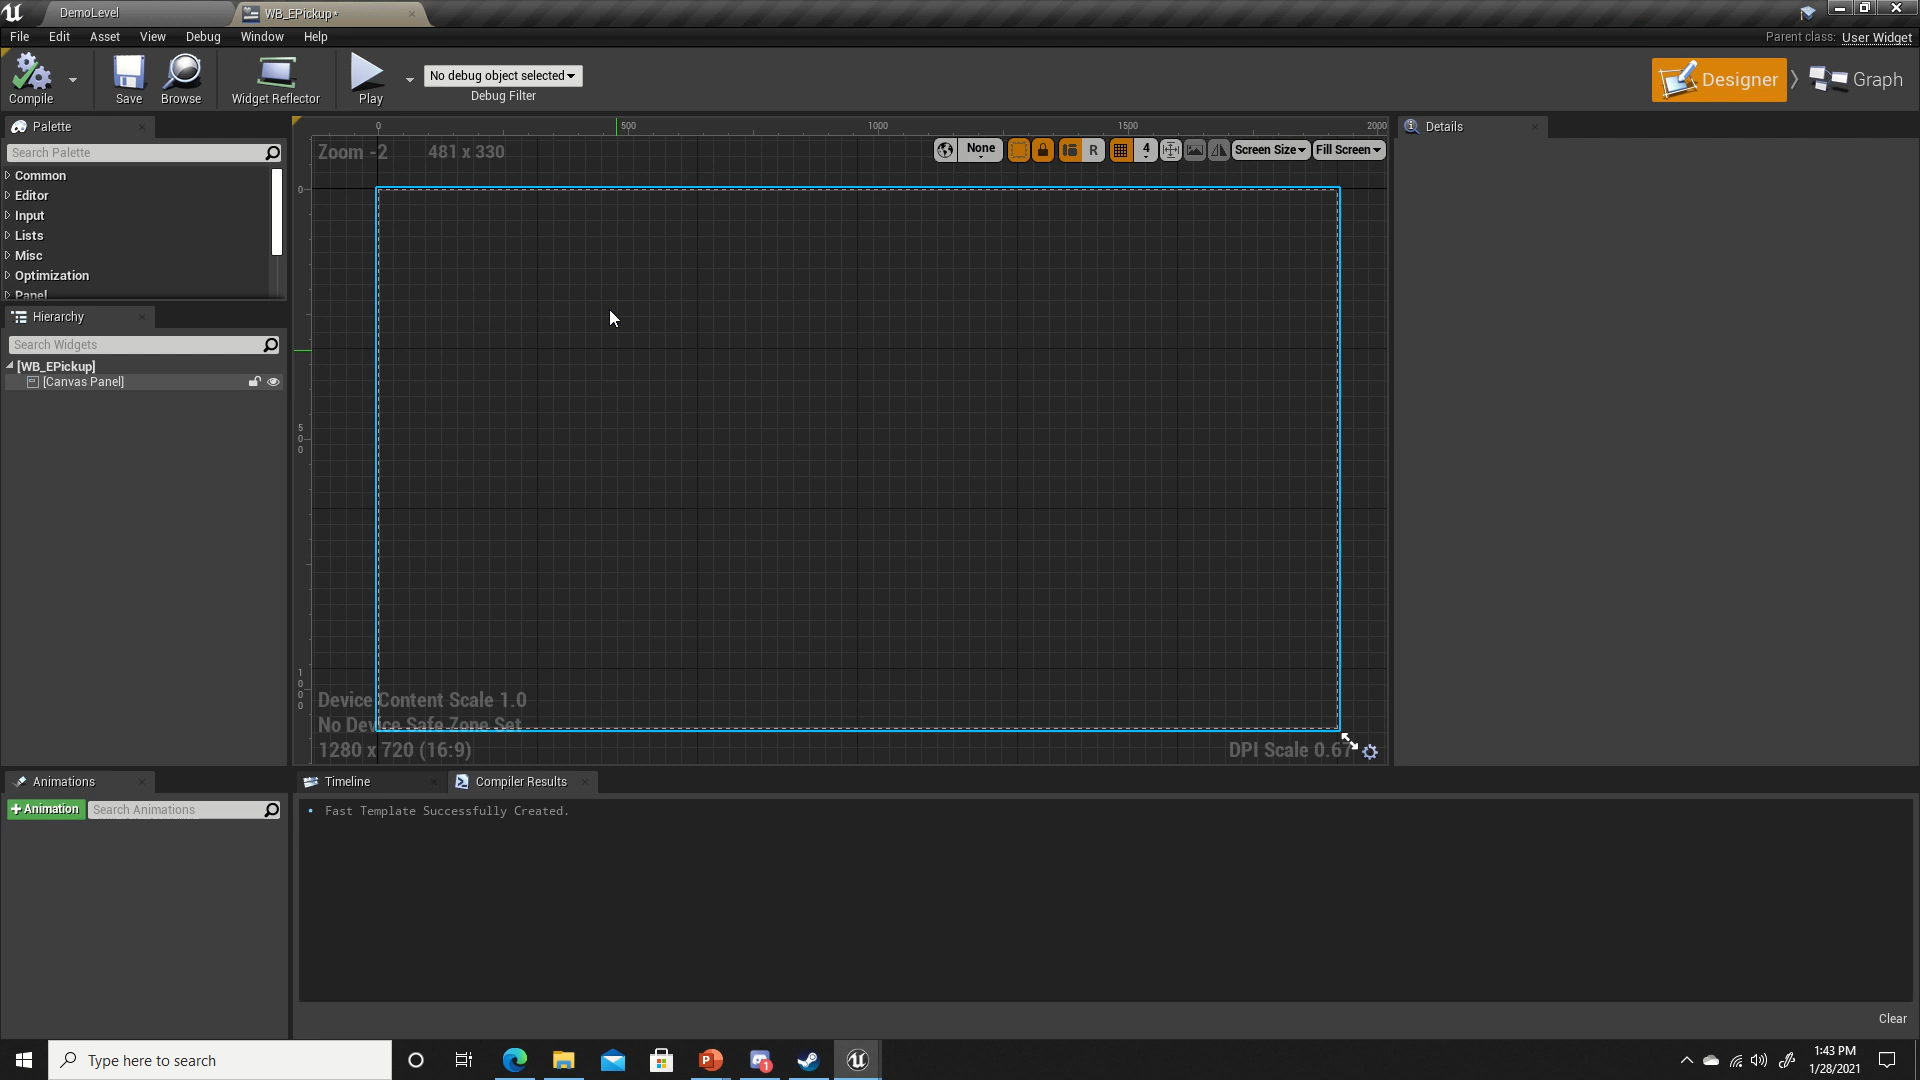 DemoLevel
WB_EPickup*
File Edit Asset View Debug Window Help
Parent class: User Widget
Compile
Save
Browse
Widget Reflector
Play
No debug object selected
Debug Filter
Designer
Graph
Palette
Search Palette
Common
Editor
Input
Lists
Misc
Optimization
Panel
Hierarchy
Search Widgets
[WB_EPickup]
[Canvas Panel]
0 500 1000 1500 2000
Zoom -2 481 x 330
None R 4 Screen Size Fill Screen
0
500
1000
Device Content Scale 1.0
No Device Safe Zone Set
1280 x 720 (16:9)
DPI Scale 0.67
Details
Animations
+Animation
Search Animations
Timeline
Compiler Results
• Fast Template Successfully Created.
Clear
Type here to search
1
1:43 PM
1/28/2021